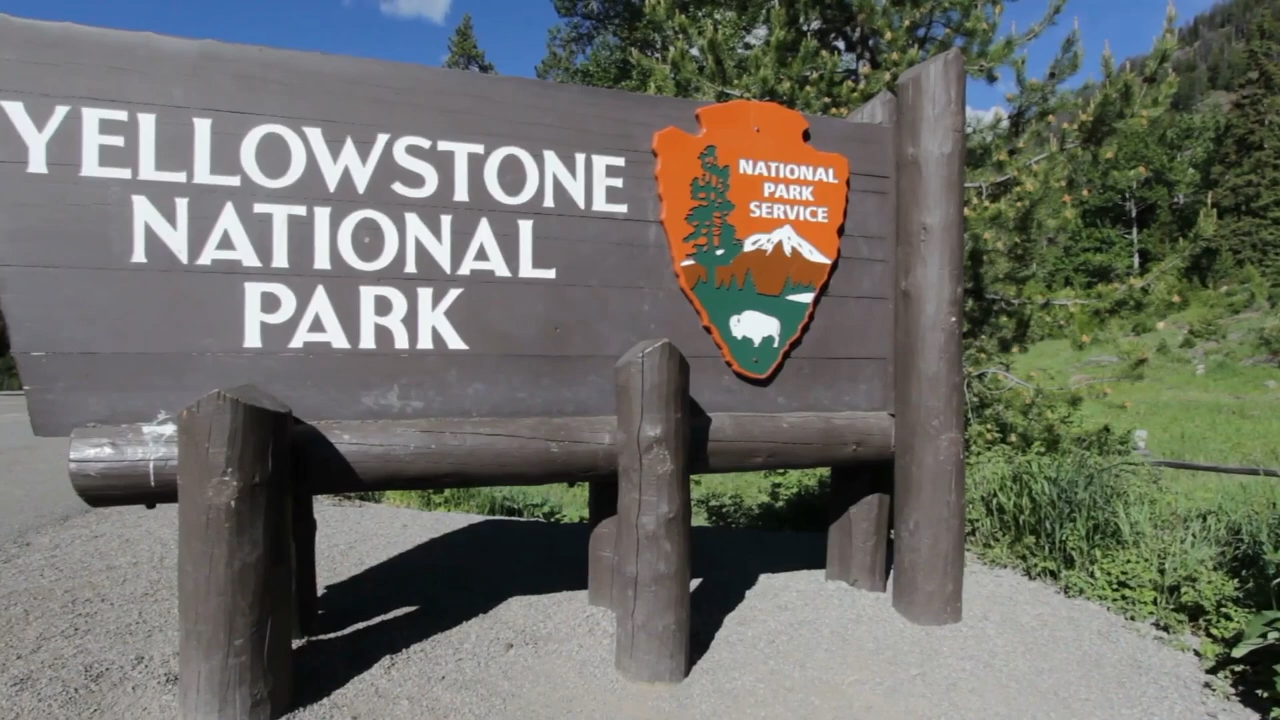 YELLOWSTONE
NATIONAL
PARK
NATIONAL
PARK
SERVICE